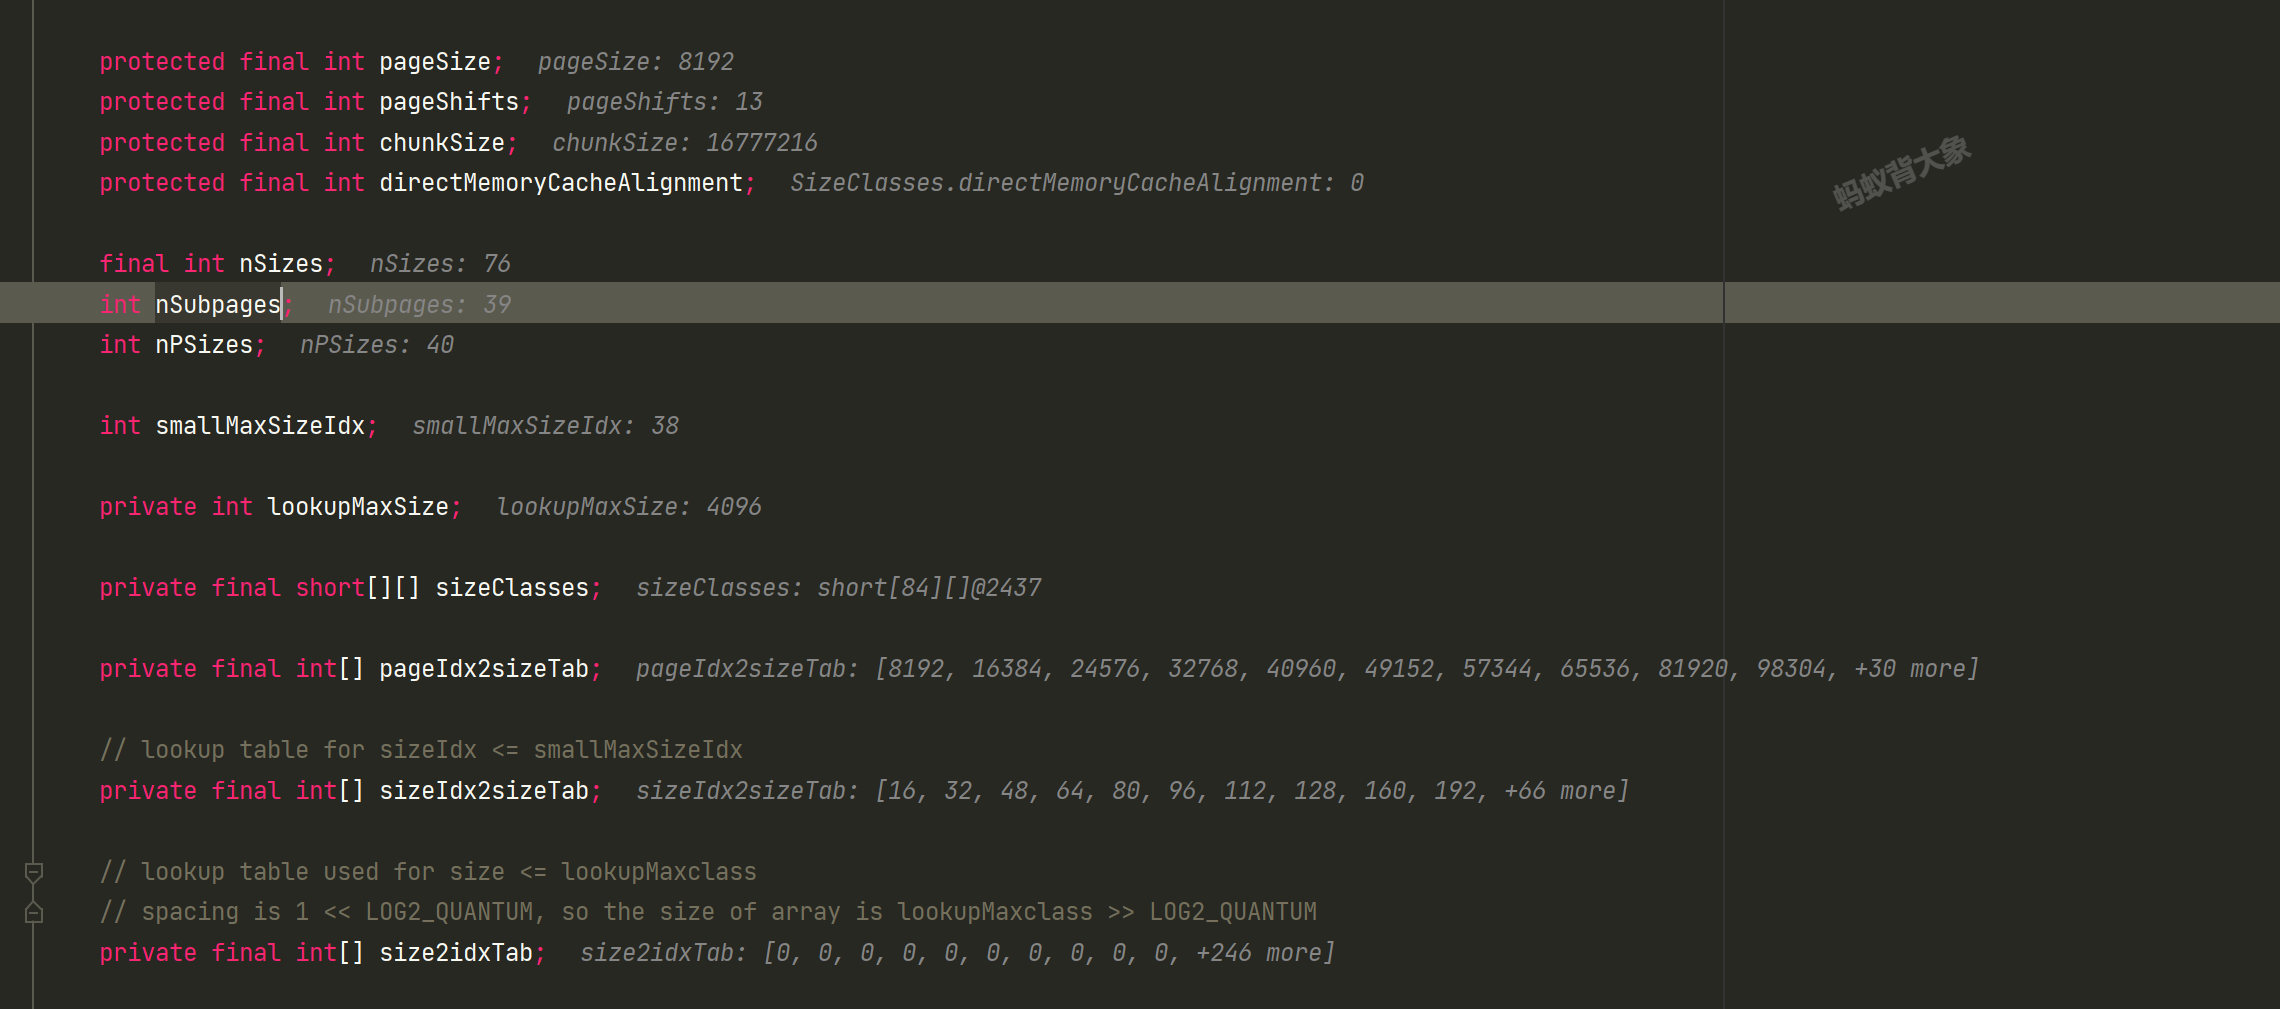 protected final int pageSize; pageSize: 8192
protected final int pageShifts; pageShifts: 13
protected final int chunkSize; chunkSize: 16777216
蚂蚁背大象
protected final int directMemoryCacheAlignment; SizeClasses.directMemoryCacheAlignment: 0
final int nSizes; nSizes: 76
int nSubpages; nSubpages: 39
int nPSizes; nPSizes: 40
int smallMaxSizeIdx; smallMaxSizeIdx: 38
private int lookupMaxSize; lookupMaxSize: 4096
private final short[][] sizeClasses; sizeClasses: short[84][]@2437
private final int[] pageIdx2sizeTab; pageIdx2sizeTab: [8192, 16384, 24576, 32768, 40960, 49152, 57344, 65536, 81920, 98304, +30 more]
// lookup table for sizeIdx <= smallMaxSizeIdx
private final int[] sizeIdx2sizeTab; sizeIdx2sizeTab: [16, 32, 48, 64, 80, 96, 112, 128, 160, 192, +66 more]
// lookup table used for size <= lookupMaxclass
// spacing is 1 << LOG2_QUANTUM, so the size of array is lookupMaxclass >> LOG2_QUANTUM
private final int[] size2idxTab; size2idxTab: [0, 0, 0, 0, 0, 0, 0, 0, 0, 0, +246 more]